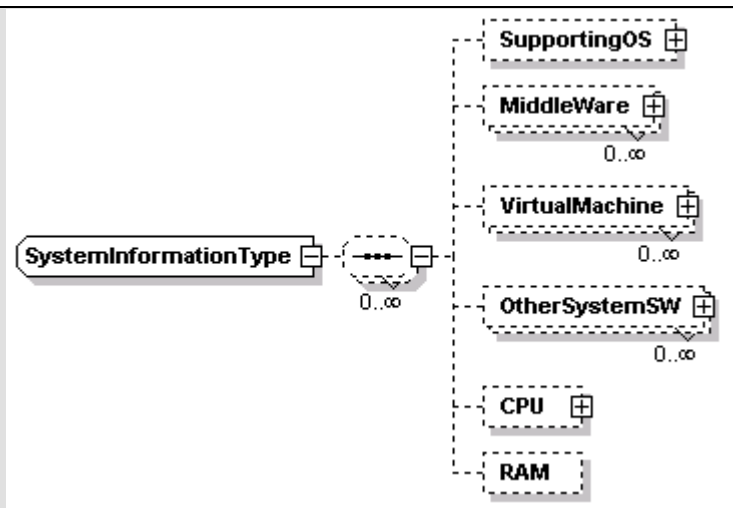 SupportingOS
MiddleWare
0..∞
VirtualMachine
0..∞
SystemInformationType
0..∞
OtherSystemSW
0..∞
CPU
RAM